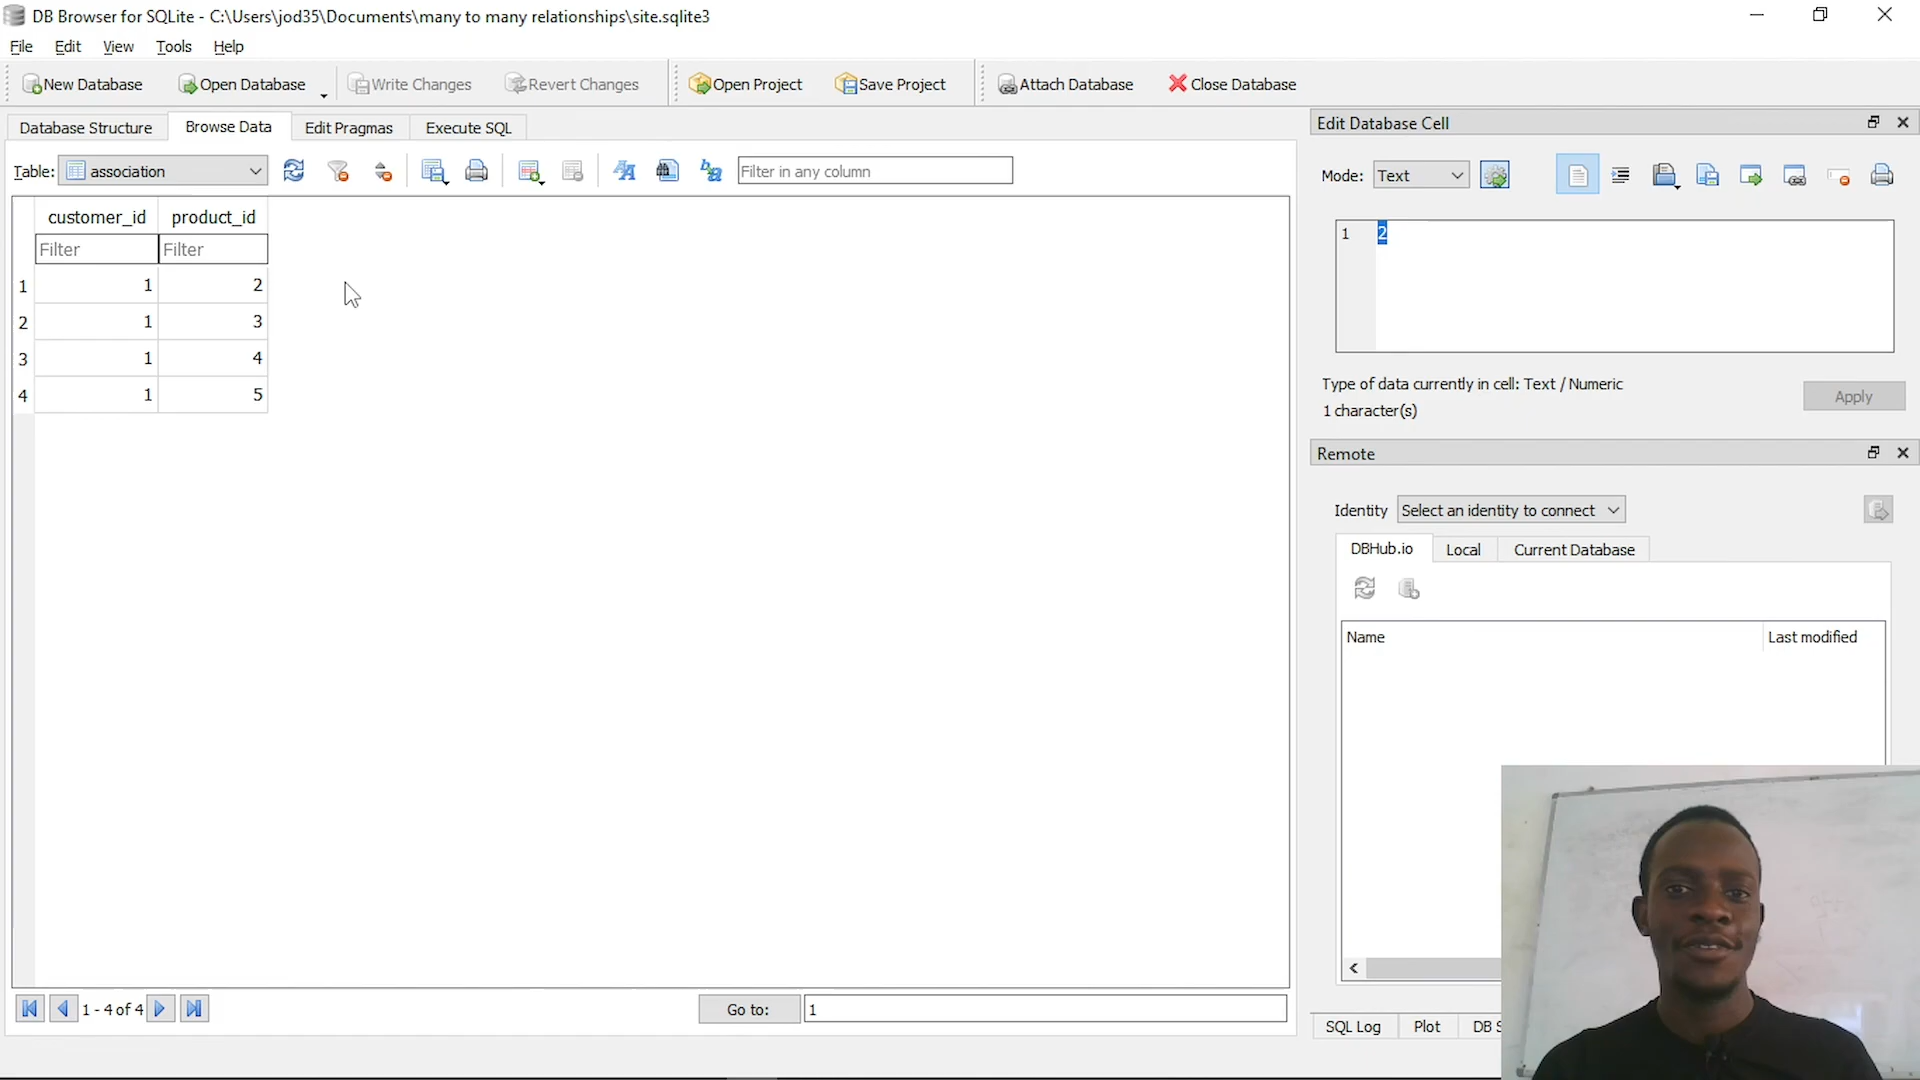 DB Browser for SQLite - C:\Users\jod35\Documents\many to many relationships\site.sqlite3
File Edit View Tools Help
New Database Open Database Write Changes Revert Changes Open Project Save Project Attach Database Close Database
Database Structure Browse Data Edit Pragmas Execute SQL
Table: association Filter in any column
customer_id product_id
Filter Filter
1 1 2
2 1 3
3 1 4
4 1 5
1 - 4 of 4 Go to: 1
Edit Database Cell
Mode: Text
1 2
Type of data currently in cell: Text / Numeric
1 character(s)
Apply
Remote
Identity Select an identity to connect
DBHub.io Local Current Database
Name Last modified
SQL Log Plot DB S